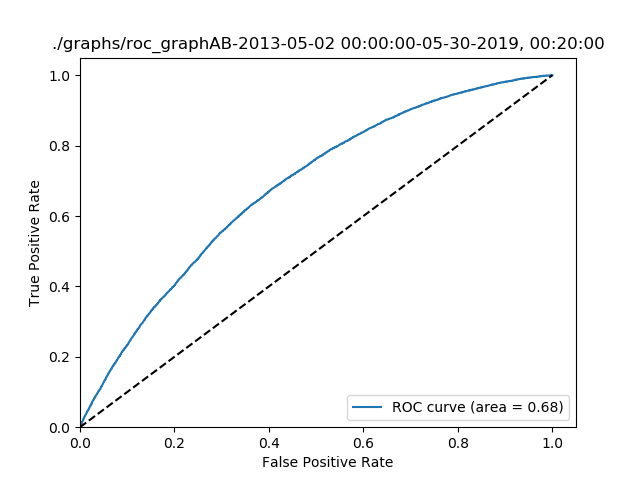 ./graphs/roc_graphAB-2013-05-02 00:00:00-05-30-2019, 00:20:00
1.0
0.8
0.6
0.4
0.2
0.0
True Positive Rate
ROC curve (area = 0.68)
0.0 0.2 0.4 0.6 0.8 1.0
False Positive Rate